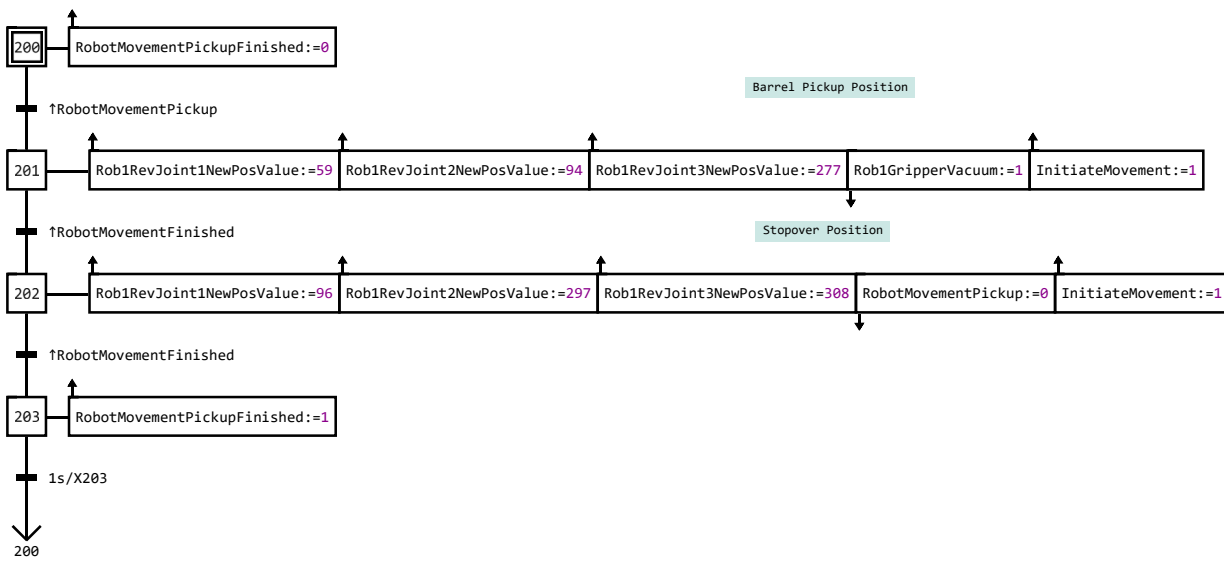 200 RobotMovementPickupFinished:=0
↑RobotMovementPickup
Barrel Pickup Position
201 Rob1RevJoint1NewPosValue:=59 Rob1RevJoint2NewPosValue:=94 Rob1RevJoint3NewPosValue:=277 Rob1GripperVacuum:=1 InitiateMovement:=1
↑RobotMovementFinished
Stopover Position
202 Rob1RevJoint1NewPosValue:=96 Rob1RevJoint2NewPosValue:=297 Rob1RevJoint3NewPosValue:=308 RobotMovementPickup:=0 InitiateMovement:=1
↑RobotMovementFinished
203 RobotMovementPickupFinished:=1
1s/X203
200